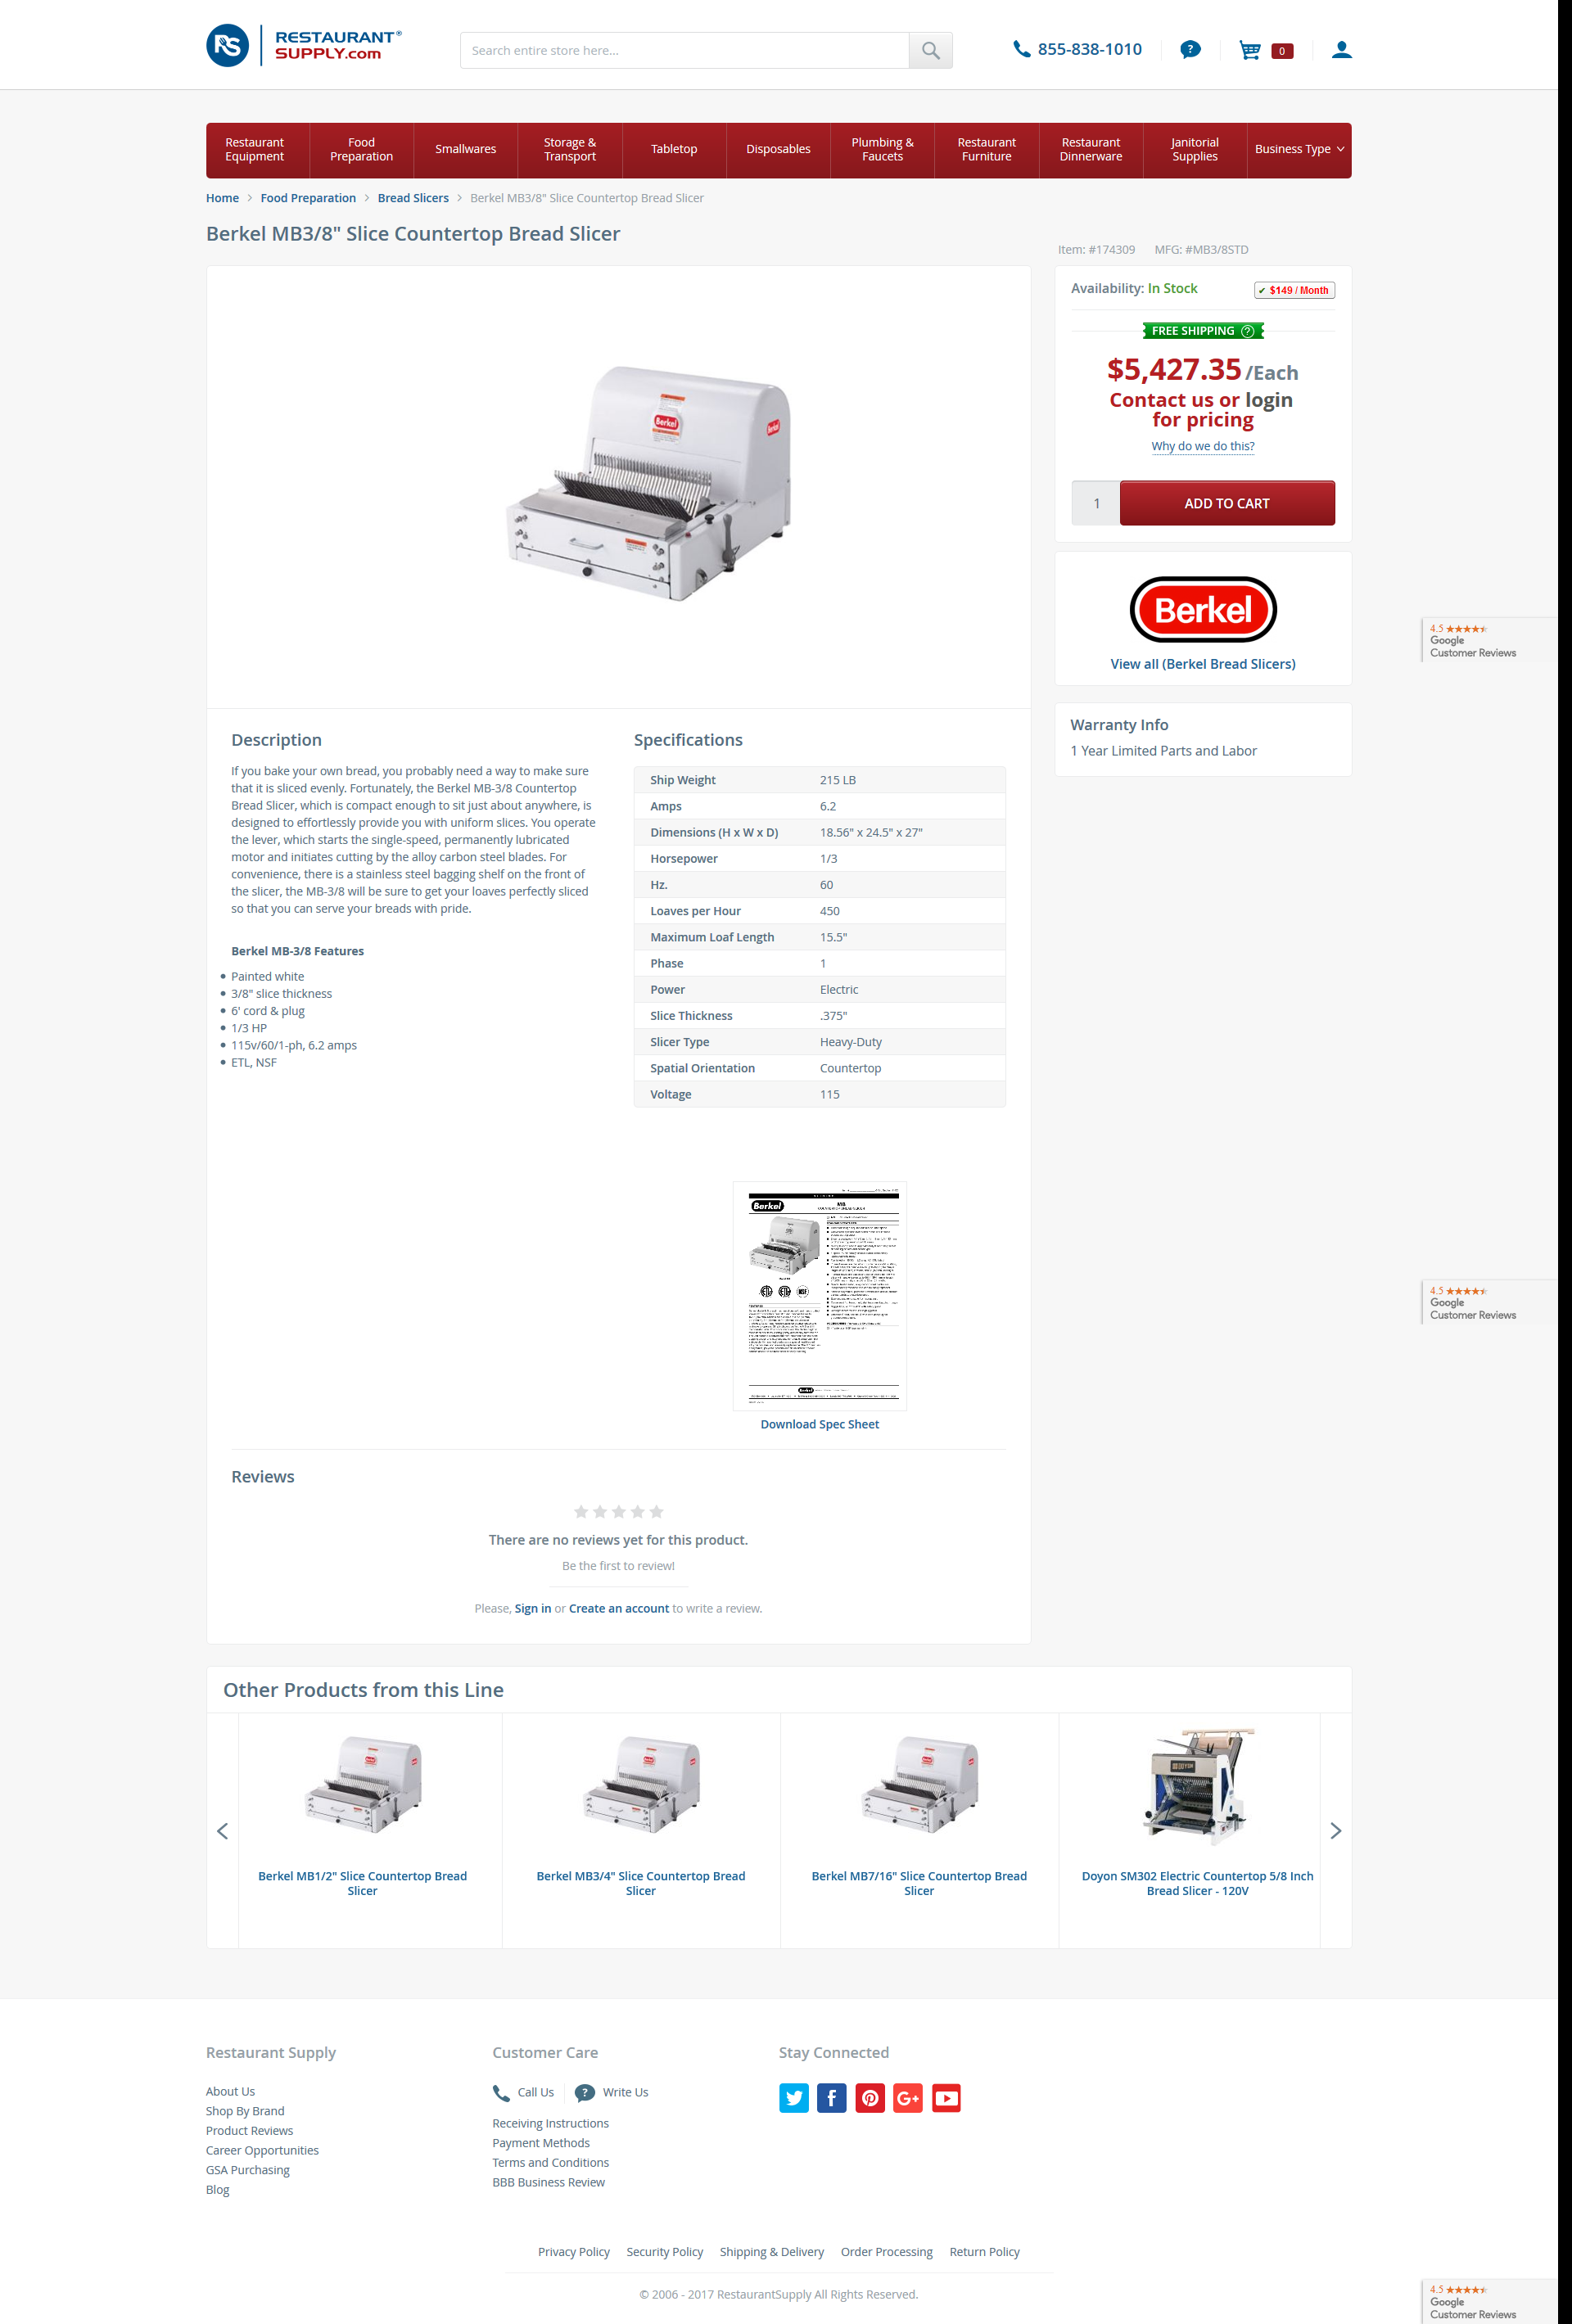 RS
RESTAURANT®
SUPPLY.com
Search entire store here...
855-838-1010
?
0
Restaurant Equipment
Food Preparation
Smallwares
Storage & Transport
Tabletop
Disposables
Plumbing & Faucets
Restaurant Furniture
Restaurant Dinnerware
Janitorial Supplies
Business Type
Home
Food Preparation
Bread Slicers
Berkel MB3/8" Slice Countertop Bread Slicer
Berkel MB3/8" Slice Countertop Bread Slicer
Item: #174309 MFG: #MB3/8STD
Availability: In Stock
✔ $149 / Month
FREE SHIPPING ?
$5,427.35 /Each
Contact us or login
for pricing
Why do we do this?
1
ADD TO CART
Berkel
Berkel
Berkel
View all (Berkel Bread Slicers)
4.5
Google
Customer Reviews
Warranty Info
1 Year Limited Parts and Labor
Description
If you bake your own bread, you probably need a way to make sure
that it is sliced evenly. Fortunately, the Berkel MB-3/8 Countertop
Bread Slicer, which is compact enough to sit just about anywhere, is
designed to effortlessly provide you with uniform slices. You operate
the lever, which starts the single-speed, permanently lubricated
motor and initiates cutting by the alloy carbon steel blades. For
convenience, there is a stainless steel bagging shelf on the front of
the slicer, the MB-3/8 will be sure to get your loaves perfectly sliced
so that you can serve your breads with pride.
Berkel MB-3/8 Features
Painted white
3/8" slice thickness
6' cord & plug
1/3 HP
115v/60/1-ph, 6.2 amps
ETL, NSF
Specifications
Ship Weight 215 LB
Amps 6.2
Dimensions (H x W x D) 18.56" x 24.5" x 27"
Horsepower 1/3
Hz. 60
Loaves per Hour 450
Maximum Loaf Length 15.5"
Phase 1
Power Electric
Slice Thickness .375"
Slicer Type Heavy-Duty
Spatial Orientation Countertop
Voltage 115
Berkel
MB
NSF
Berkel
Download Spec Sheet
4.5
Google
Customer Reviews
Reviews
There are no reviews yet for this product.
Be the first to review!
Please, Sign in or Create an account to write a review.
Other Products from this Line
Berkel MB1/2" Slice Countertop Bread
Slicer
Berkel MB3/4" Slice Countertop Bread
Slicer
Berkel MB7/16" Slice Countertop Bread
Slicer
DOYON
Doyon SM302 Electric Countertop 5/8 Inch
Bread Slicer - 120V
Restaurant Supply
About Us
Shop By Brand
Product Reviews
Career Opportunities
GSA Purchasing
Blog
Customer Care
Call Us
? Write Us
Receiving Instructions
Payment Methods
Terms and Conditions
BBB Business Review
Stay Connected
Privacy Policy Security Policy Shipping & Delivery Order Processing Return Policy
© 2006 - 2017 RestaurantSupply All Rights Reserved.
4.5
Google
Customer Reviews